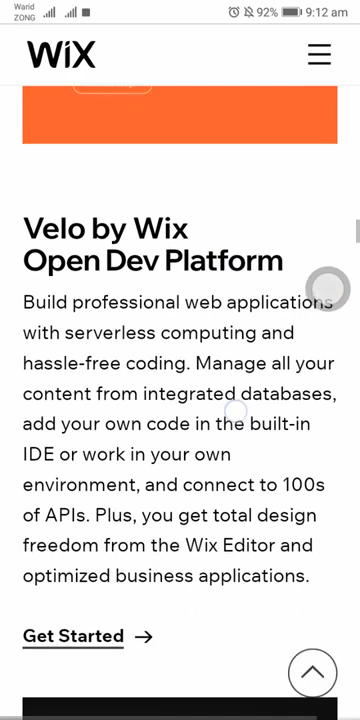 Warid
ZONG
92%
9:12 am
WiX
Velo by Wix
Open Dev Platform
Build professional web applications
with serverless computing and
hassle-free coding. Manage all your
content from integrated databases,
add your own code in the built-in
IDE or work in your own
environment, and connect to 100s
of APIs. Plus, you get total design
freedom from the Wix Editor and
optimized business applications.
Get Started →